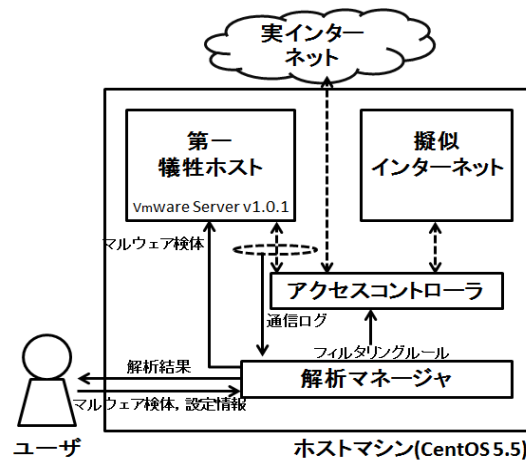 実インター
ネット
第一
犠牲ホスト
Vmware Server v1.0.1
擬似
インターネット
マルウェア検体
アクセスコントローラ
通信ログ
フィルタリングルール
解析結果
解析マネージャ
マルウェア検体，設定情報
ユーザ
ホストマシン(CentOS 5.5)